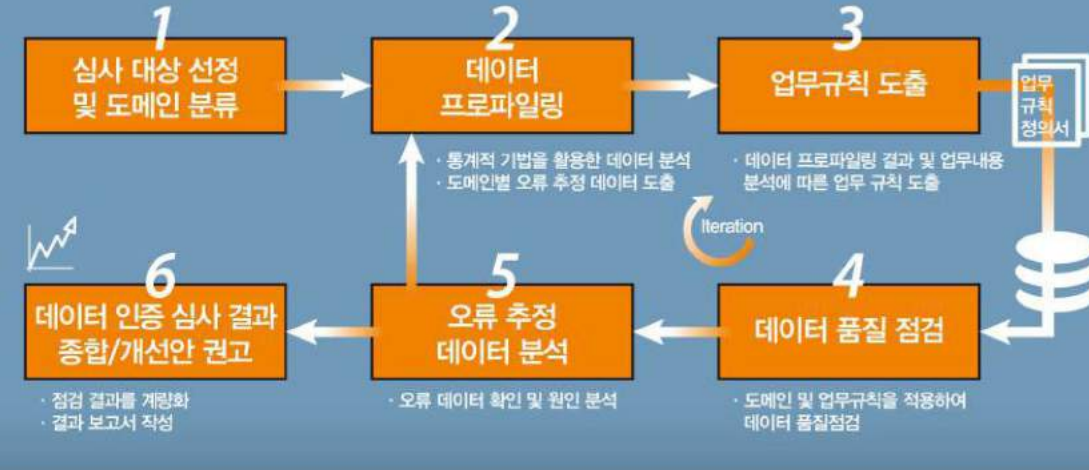 1
심사 대상 선정
및 도메인 분류
2
데이터
프로파일링
· 통계적 기법을 활용한 데이터 분석
· 도메인별 오류 추정 데이터 도출
3
업무규칙 도출
· 데이터 프로파일링 결과 및 업무내용
분석에 따른 업무 규칙 도출
업무
규칙
정의서
Iteration
4
데이터 품질 점검
· 도메인 및 업무규칙을 적용하여
데이터 품질점검
5
오류 추정
데이터 분석
· 오류 데이터 확인 및 원인 분석
6
데이터 인증 심사 결과
종합/개선안 권고
· 점검 결과를 계량화
· 결과 보고서 작성